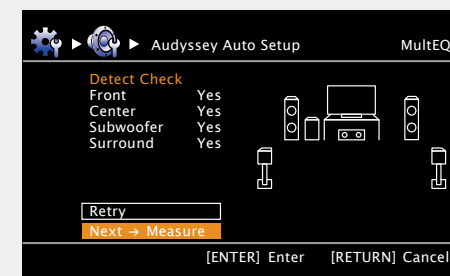 Audyssey Auto Setup MultEQ
Detect Check
Front Yes
Center Yes
Subwoofer Yes
Surround Yes
Retry
Next → Measure
[ENTER] Enter [RETURN] Cancel